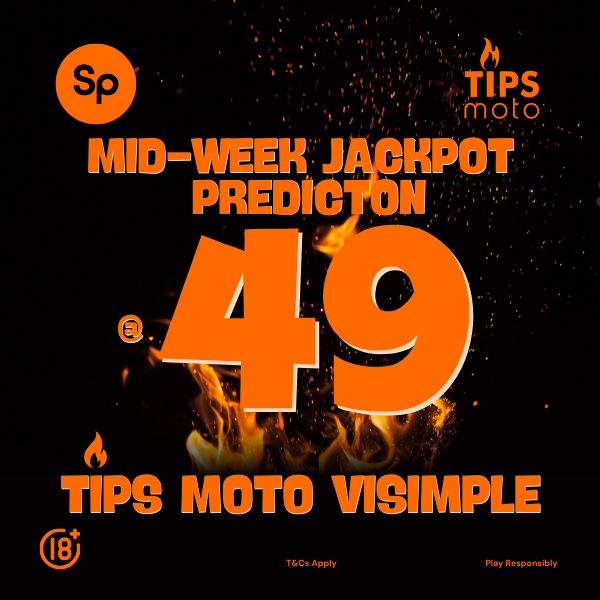 Sp
TIPS
moto
MID-WEEK JACKPOT
PREDICTON
@ 49
TIPS MOTO VISIMPLE
18+
T&Cs Apply
Play Responsibly